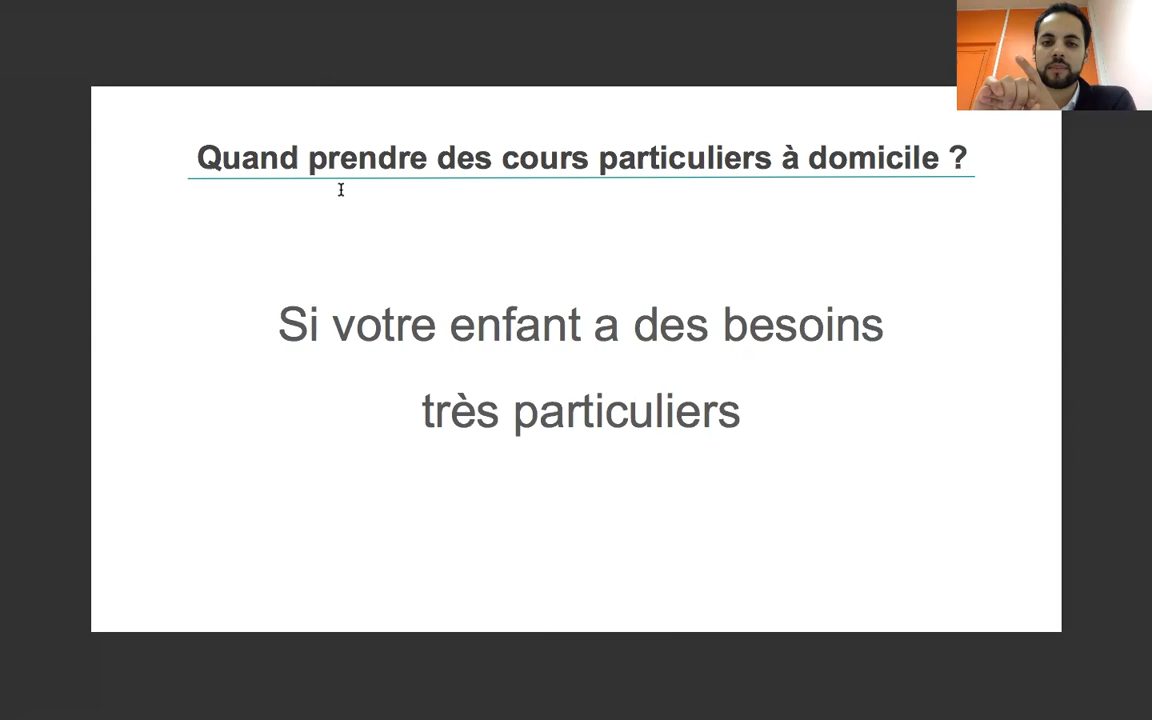 Quand prendre des cours particuliers à domicile ?
Si votre enfant a des besoins
très particuliers